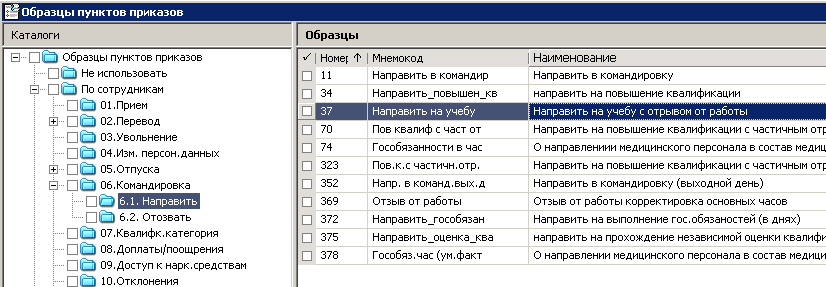 Образцы пунктов приказов
Каталоги
Образцы пунктов приказов
Не использовать
По сотрудникам
01.Прием
02.Перевод
03.Увольнение
04.Изм. персон.данных
05.Отпуска
06.Командировка
6.1. Направить
6.2. Отозвать
07.Квалифк.категория
08.Доплаты/поощрения
09.Доступ к нарк.средствам
10.Отклонения
Образцы
Номер Мнемокод Наименование
11 Направить в командир Направить в командировку
34 Направить_повышен_кв направить на повышение квалификации
37 Направить на учебу Направить на учебу с отрывом от работы
70 Пов квалиф с част от Направить на повышение квалификации с частичным отр
74 Гособязанности в час О направлениии медицинского персонала в состав медиц
323 Пов.к.с частичн.отр. Направить на повышение квалификации с частичным отр
352 Напр. в команд.вых.д Направить в командировку (выходной день)
369 Отзыв от работы Отзыв от работы корректировка основных часов
372 Направить_гособязан Направить на выполнение гос.обязаностей (в днях)
375 Направить_оценка_ква направить на прохождение независимой оценки квалифи
378 Гособяз.час (ум.факт О направлении медицинского персонала в состав медици